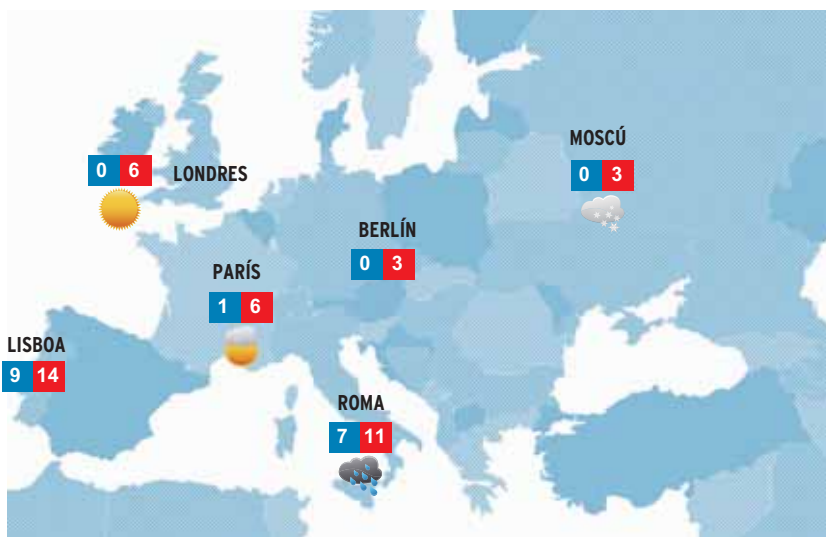 MOSCÚ
0 3
0 6
LONDRES
BERLÍN
0 3
PARÍS
1 6
LISBOA
9 14
ROMA
7 11